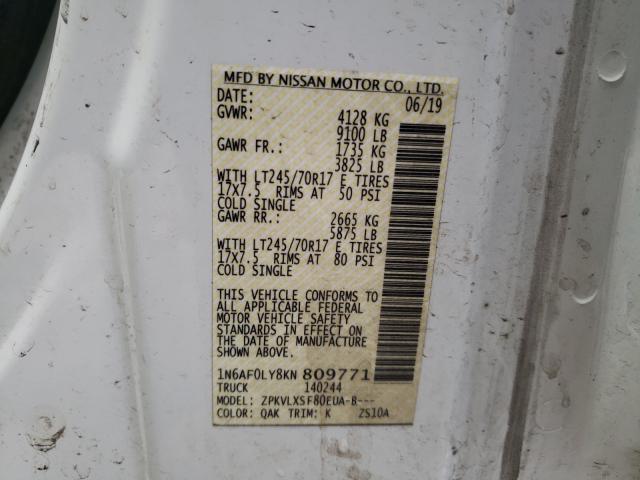 MFD BY NISSAN MOTOR CO., LTD.
DATE: 06/19
GVWR: 4128 KG
9100 LB
GAWR FR.: 1735 KG
3825 LB
WITH LT245/70R17 E TIRES
17X7.5 RIMS AT 50 PSI
COLD SINGLE
GAWR RR.: 2665 KG
5875 LB
WITH LT245/70R17 E TIRES
17X7.5 RIMS AT 80 PSI
COLD SINGLE
THIS VEHICLE CONFORMS TO
ALL APPLICABLE FEDERAL
MOTOR VEHICLE SAFETY
STANDARDS IN EFFECT ON
THE DATE OF MANUFACTURE
SHOWN ABOVE.
1N6AF0LY8KN 809771
TRUCK 140244
MODEL: ZPKVLXSF80EUA-B---
COLOR: QAK TRIM: K ZS10A